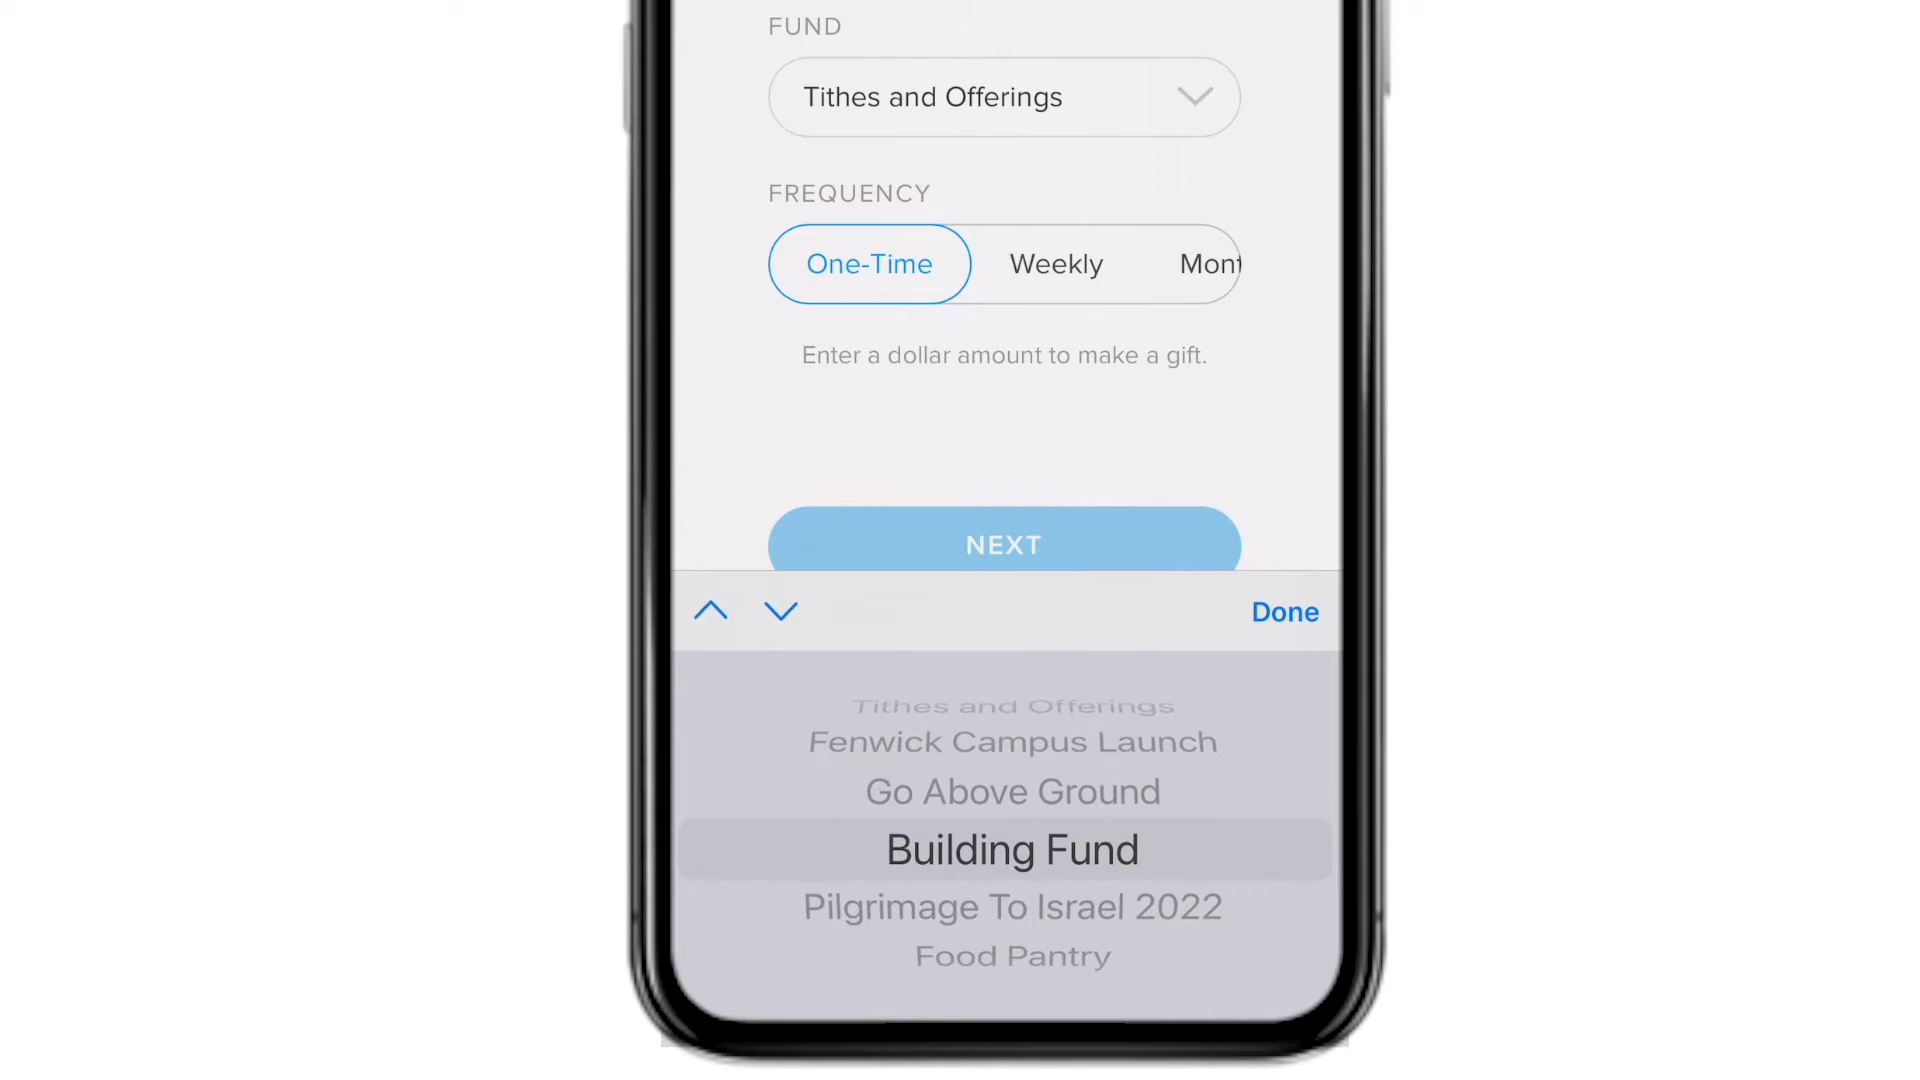 FUND
Tithes and Offerings
FREQUENCY
One-Time Weekly Mont
Enter a dollar amount to make a gift.
NEXT
Done
Tithes and Offerings
Fenwick Campus Launch
Go Above Ground
Building Fund
Pilgrimage To Israel 2022
Food Pantry